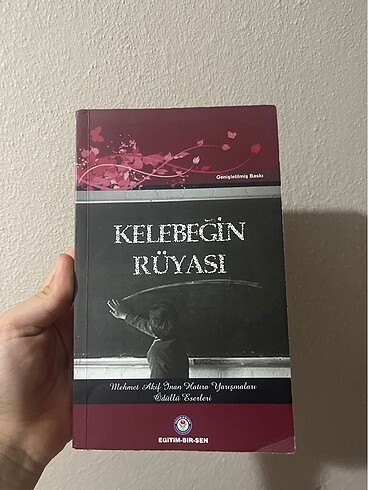 Genişletilmiş Baskı
KELEBEĞİN
RÜYASI
Mehmet Akif İnan Hatıra Yarışmaları
Ödüllü Eserleri
EĞİTİM-BİR-SEN